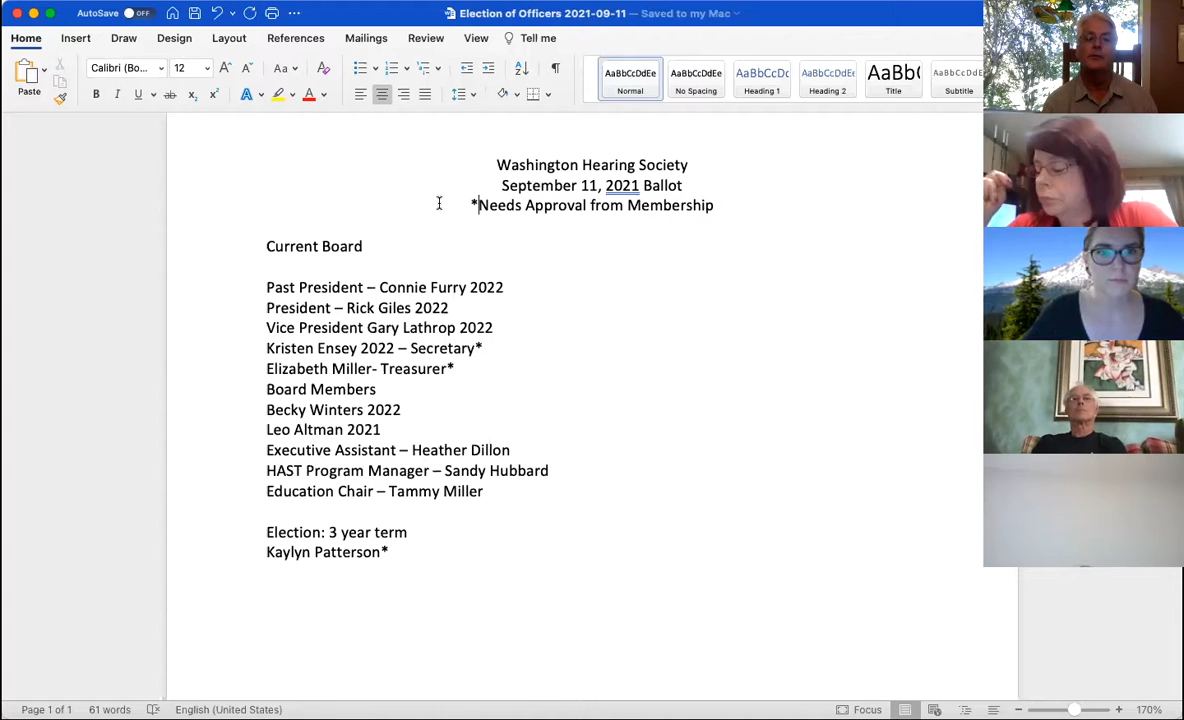 AutoSave OFF
Election of Officers 2021-09-11 — Saved to my Mac
Home Insert Draw Design Layout References Mailings Review View Tell me
Paste
Calibri (Bo... 12
AaBbCcDdEe AaBbCcDdEe AaBbCcDc AaBbCcDdEe AaBb( AaBbCcDdEe
Normal No Spacing Heading 1 Heading 2 Title Subtitle
Washington Hearing Society
September 11, 2021 Ballot
*Needs Approval from Membership
Current Board
Past President – Connie Furry 2022
President – Rick Giles 2022
Vice President Gary Lathrop 2022
Kristen Ensey 2022 – Secretary*
Elizabeth Miller- Treasurer*
Board Members
Becky Winters 2022
Leo Altman 2021
Executive Assistant – Heather Dillon
HAST Program Manager – Sandy Hubbard
Education Chair – Tammy Miller
Election: 3 year term
Kaylyn Patterson*
Page 1 of 1 61 words English (United States) Focus 170%